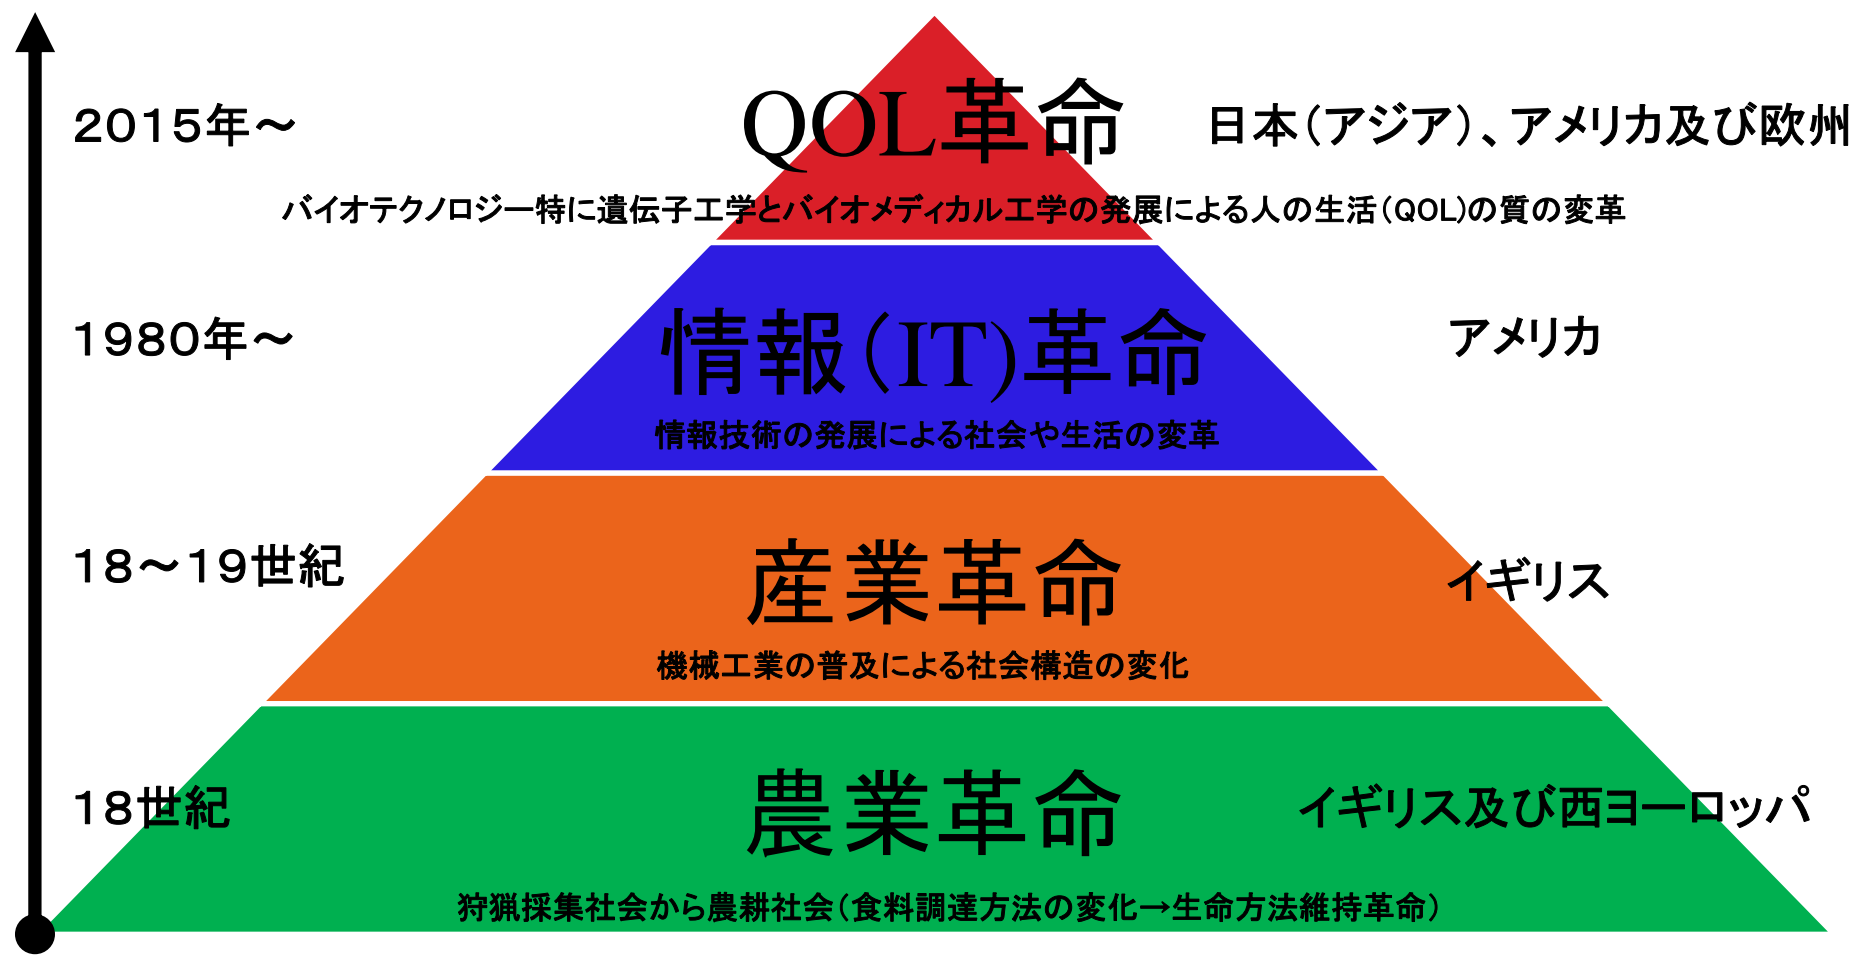 2015年～ QOL革命 日本（アジア）、アメリカ及び欧州
バイオテクノロジー特に遺伝子工学とバイオメディカル工学の発展による人の生活（QOL)の質の変革
1980年～ 情報（IT)革命 アメリカ
情報技術の発展による社会や生活の変革
18～19世紀 産業革命 イギリス
機械工業の普及による社会構造の変化
18世紀 農業革命 イギリス及び西ヨーロッパ
狩猟採集社会から農耕社会（食料調達方法の変化→生命方法維持革命）